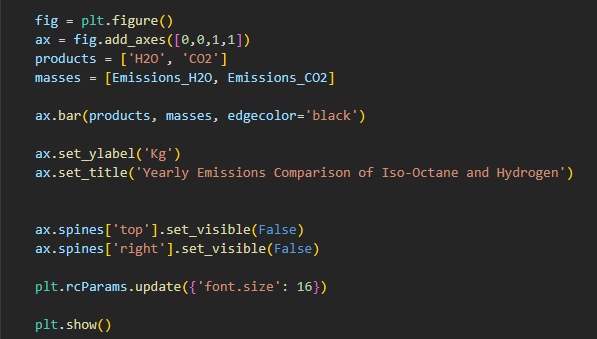 fig = plt.figure()
ax = fig.add_axes([0,0,1,1])
products = ['H2O', 'CO2']
masses = [Emissions_H2O, Emissions_CO2]
ax.bar(products, masses, edgecolor='black')
ax.set_ylabel('Kg')
ax.set_title('Yearly Emissions Comparison of Iso-Octane and Hydrogen')
ax.spines['top'].set_visible(False)
ax.spines['right'].set_visible(False)
plt.rcParams.update({'font.size': 16})
plt.show()